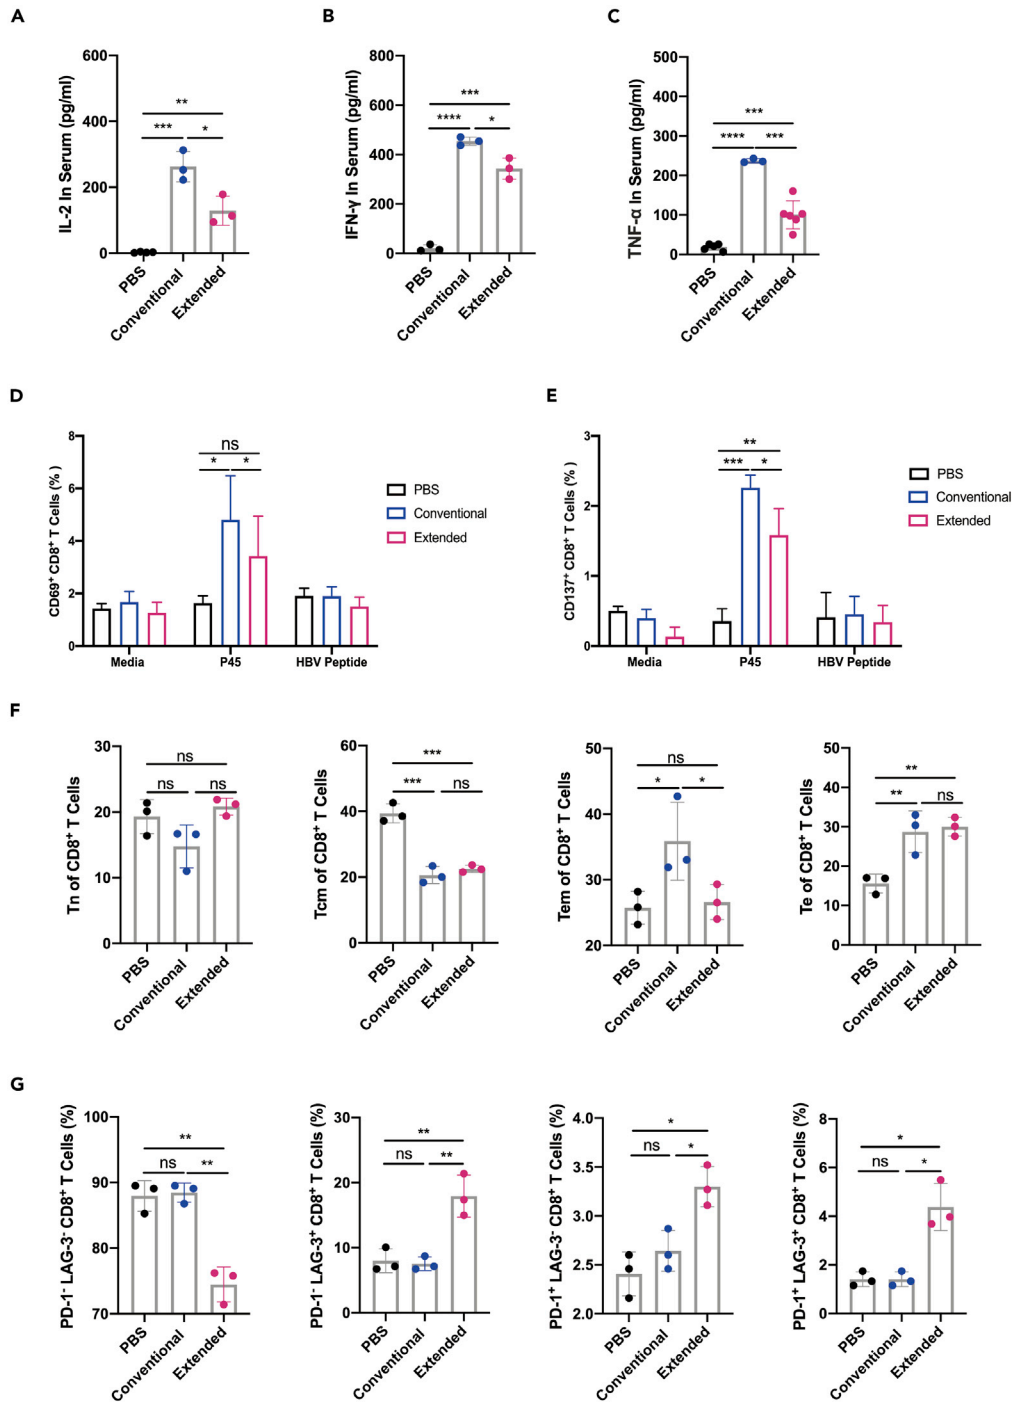 A
IL-2 In Serum (pg/ml)
600
400
200
0
**
***
*
PBS
Conventional
Extended
B
IFN-γ In Serum (pg/ml)
800
600
400
200
0
***
****
*
PBS
Conventional
Extended
C
TNF-α In Serum (pg/ml)
500
400
300
200
100
0
***
****
***
PBS
Conventional
Extended
D
CD69⁺ CD8⁺ T Cells (%)
8
6
4
2
0
ns
*
*
Media
P45
HBV Peptide
PBS
Conventional
Extended
E
CD137⁺ CD8⁺ T Cells (%)
3
2
1
0
**
***
*
Media
P45
HBV Peptide
PBS
Conventional
Extended
F
Tn of CD8⁺ T Cells
30
20
10
0
ns
ns
ns
PBS
Conventional
Extended
Tcm of CD8⁺ T Cells
60
40
20
0
***
***
ns
PBS
Conventional
Extended
Tem of CD8⁺ T Cells
50
40
30
20
ns
*
*
PBS
Conventional
Extended
Te of CD8⁺ T Cells
50
40
30
20
10
0
**
**
ns
PBS
Conventional
Extended
G
PD-1⁻ LAG-3⁻ CD8⁺ T Cells (%)
100
90
80
70
**
ns
**
PBS
Conventional
Extended
PD-1⁻ LAG-3⁺ CD8⁺ T Cells (%)
30
20
10
0
**
ns
**
PBS
Conventional
Extended
PD-1⁺ LAG-3⁻ CD8⁺ T Cells (%)
4.0
3.5
3.0
2.5
2.0
*
ns
*
PBS
Conventional
Extended
PD-1⁺ LAG-3⁺ CD8⁺ T Cells (%)
8
6
4
2
0
*
ns
*
PBS
Conventional
Extended